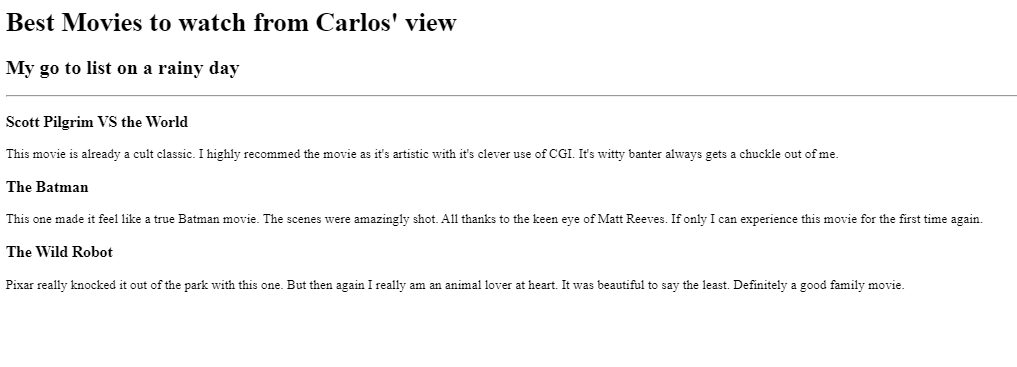 Best Movies to watch from Carlos' view
My go to list on a rainy day
Scott Pilgrim VS the World
This movie is already a cult classic. I highly recommed the movie as it's artistic with it's clever use of CGI. It's witty banter always gets a chuckle out of me.
The Batman
This one made it feel like a true Batman movie. The scenes were amazingly shot. All thanks to the keen eye of Matt Reeves. If only I can experience this movie for the first time again.
The Wild Robot
Pixar really knocked it out of the park with this one. But then again I really am an animal lover at heart. It was beautiful to say the least. Definitely a good family movie.